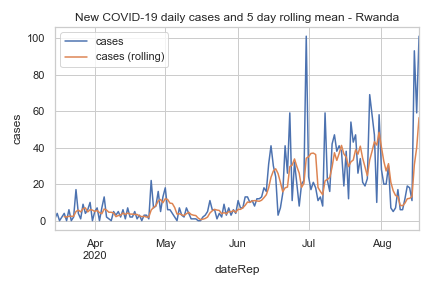 New COVID-19 daily cases and 5 day rolling mean - Rwanda
cases
cases (rolling)
100
80
60
40
20
0
cases
Apr
2020
May
Jun
Jul
Aug
dateRep